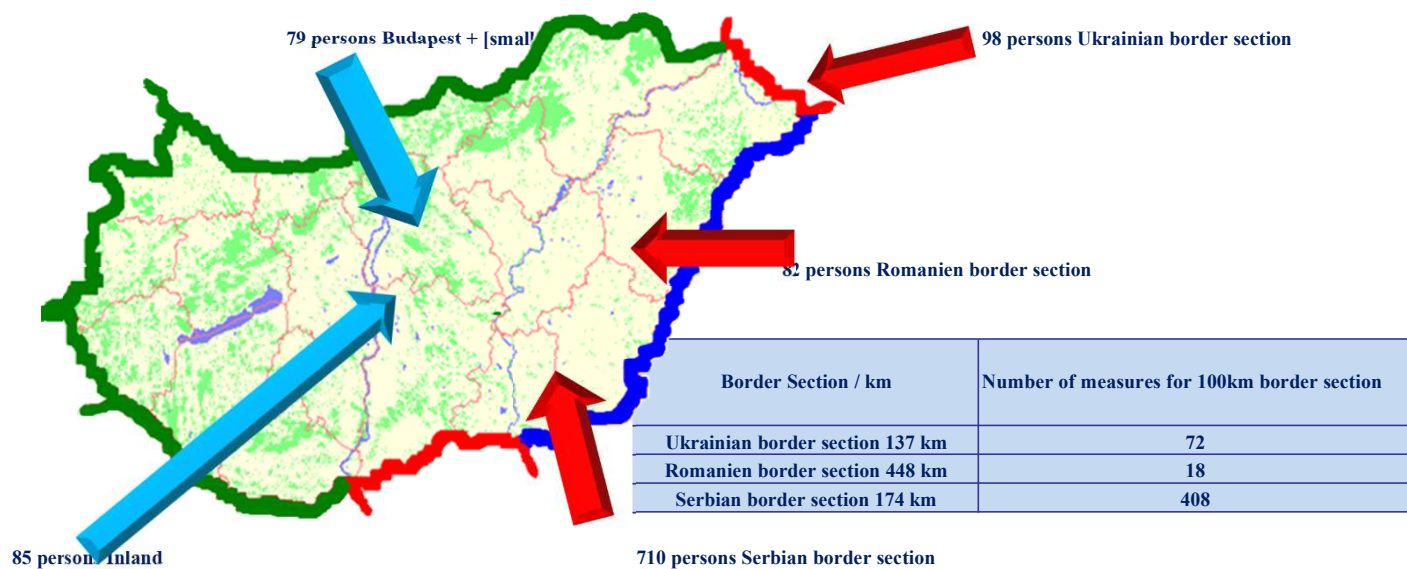 79 persons Budapest + [small
98 persons Ukrainian border section
82 persons Romanien border section
Border Section / km Number of measures for 100km border section
Ukrainian border section 137 km 72
Romanien border section 448 km 18
Serbian border section 174 km 408
85 persons Inland
710 persons Serbian border section